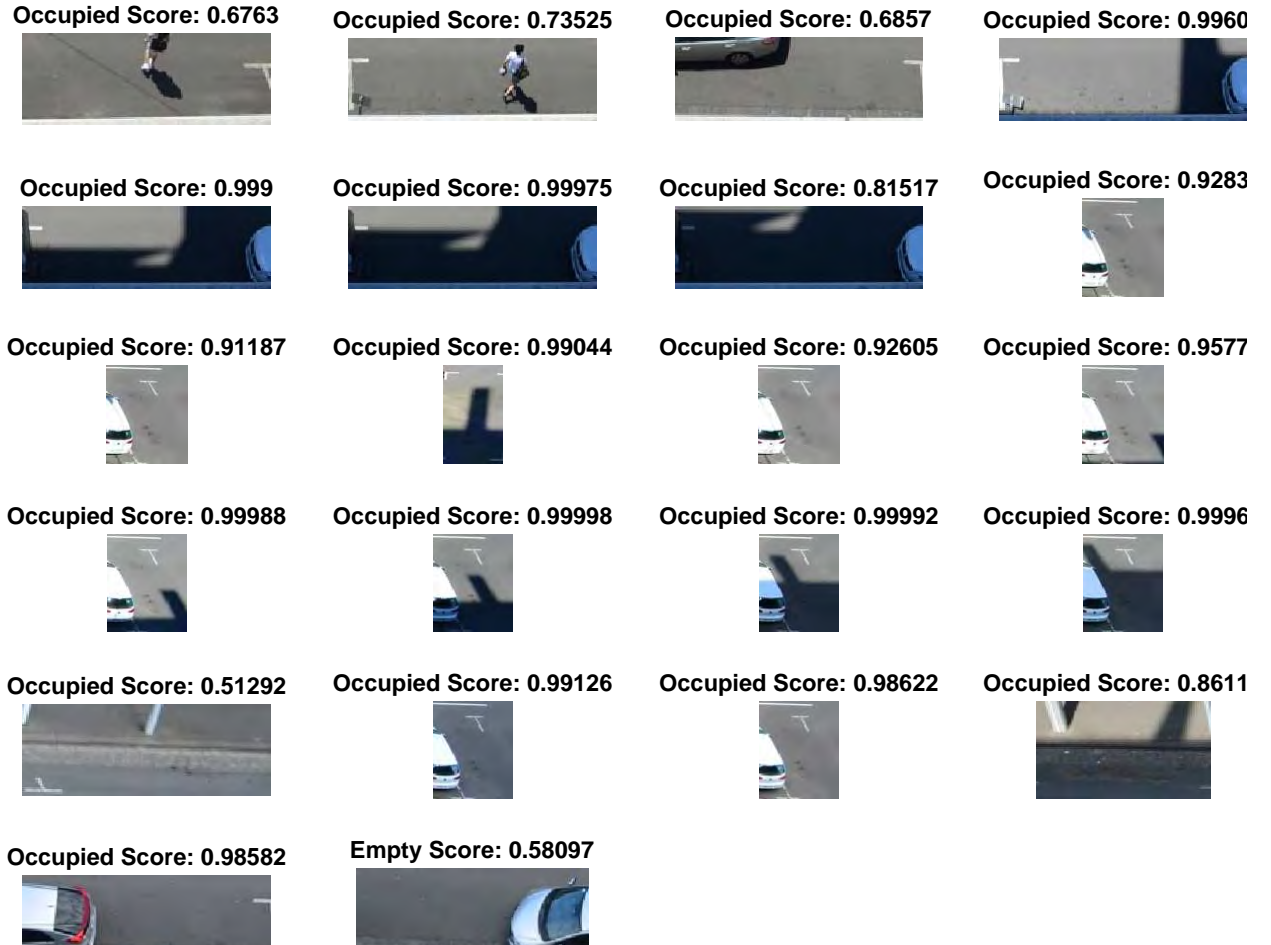 Occupied Score: 0.6763
Occupied Score: 0.73525
Occupied Score: 0.6857
Occupied Score: 0.9960
Occupied Score: 0.999
Occupied Score: 0.99975
Occupied Score: 0.81517
Occupied Score: 0.9283
Occupied Score: 0.91187
Occupied Score: 0.99044
Occupied Score: 0.92605
Occupied Score: 0.9577
Occupied Score: 0.99988
Occupied Score: 0.99998
Occupied Score: 0.99992
Occupied Score: 0.9996
Occupied Score: 0.51292
Occupied Score: 0.99126
Occupied Score: 0.98622
Occupied Score: 0.8611
Occupied Score: 0.98582
Empty Score: 0.58097